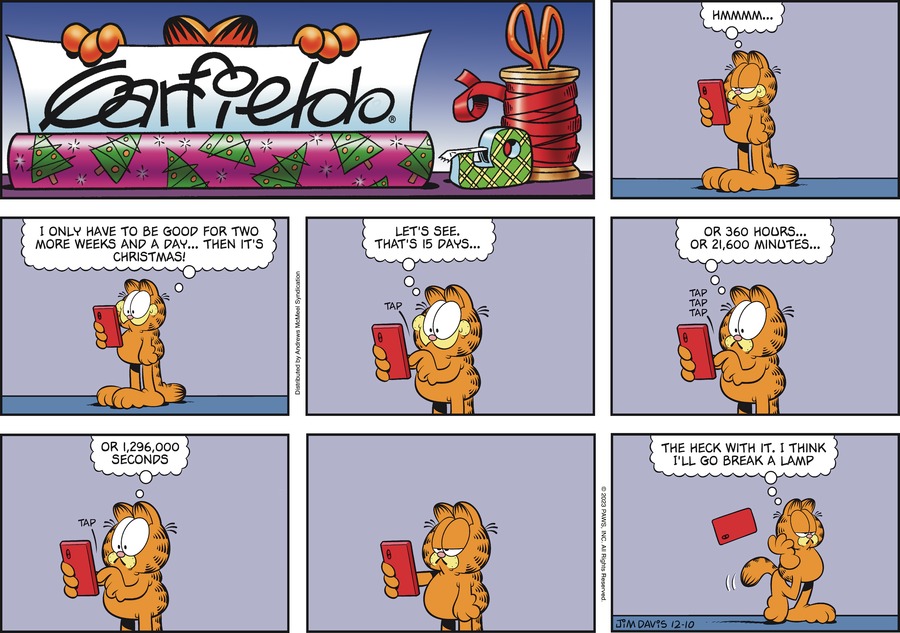 Garfield
®
HMMMM...
I ONLY HAVE TO BE GOOD FOR TWO
MORE WEEKS AND A DAY... THEN IT'S
CHRISTMAS!
Distributed by Andrews McMeel Syndication
LET'S SEE.
THAT'S 15 DAYS...
TAP
OR 360 HOURS...
OR 21,600 MINUTES...
TAP
TAP
TAP
OR 1,296,000
SECONDS
TAP
© 2023 PAWS, INC. All Rights Reserved.
THE HECK WITH IT. I THINK
I'LL GO BREAK A LAMP
JIM DAVIS 12-10